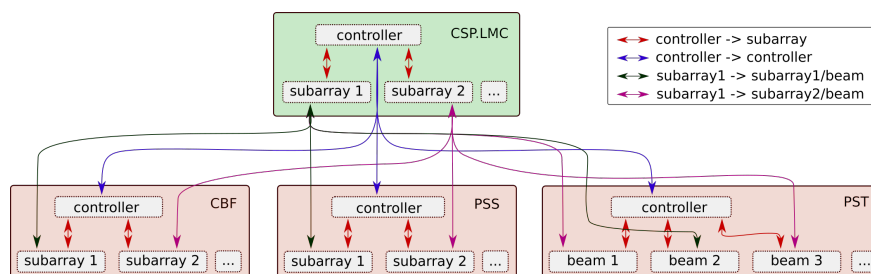 CSP.LMC
controller
subarray 1
subarray 2
...
controller -> subarray
controller -> controller
subarray1 -> subarray1/beam
subarray1 -> subarray2/beam
CBF
controller
subarray 1
subarray 2
...
PSS
controller
subarray 1
subarray 2
...
PST
controller
beam 1
beam 2
beam 3
...